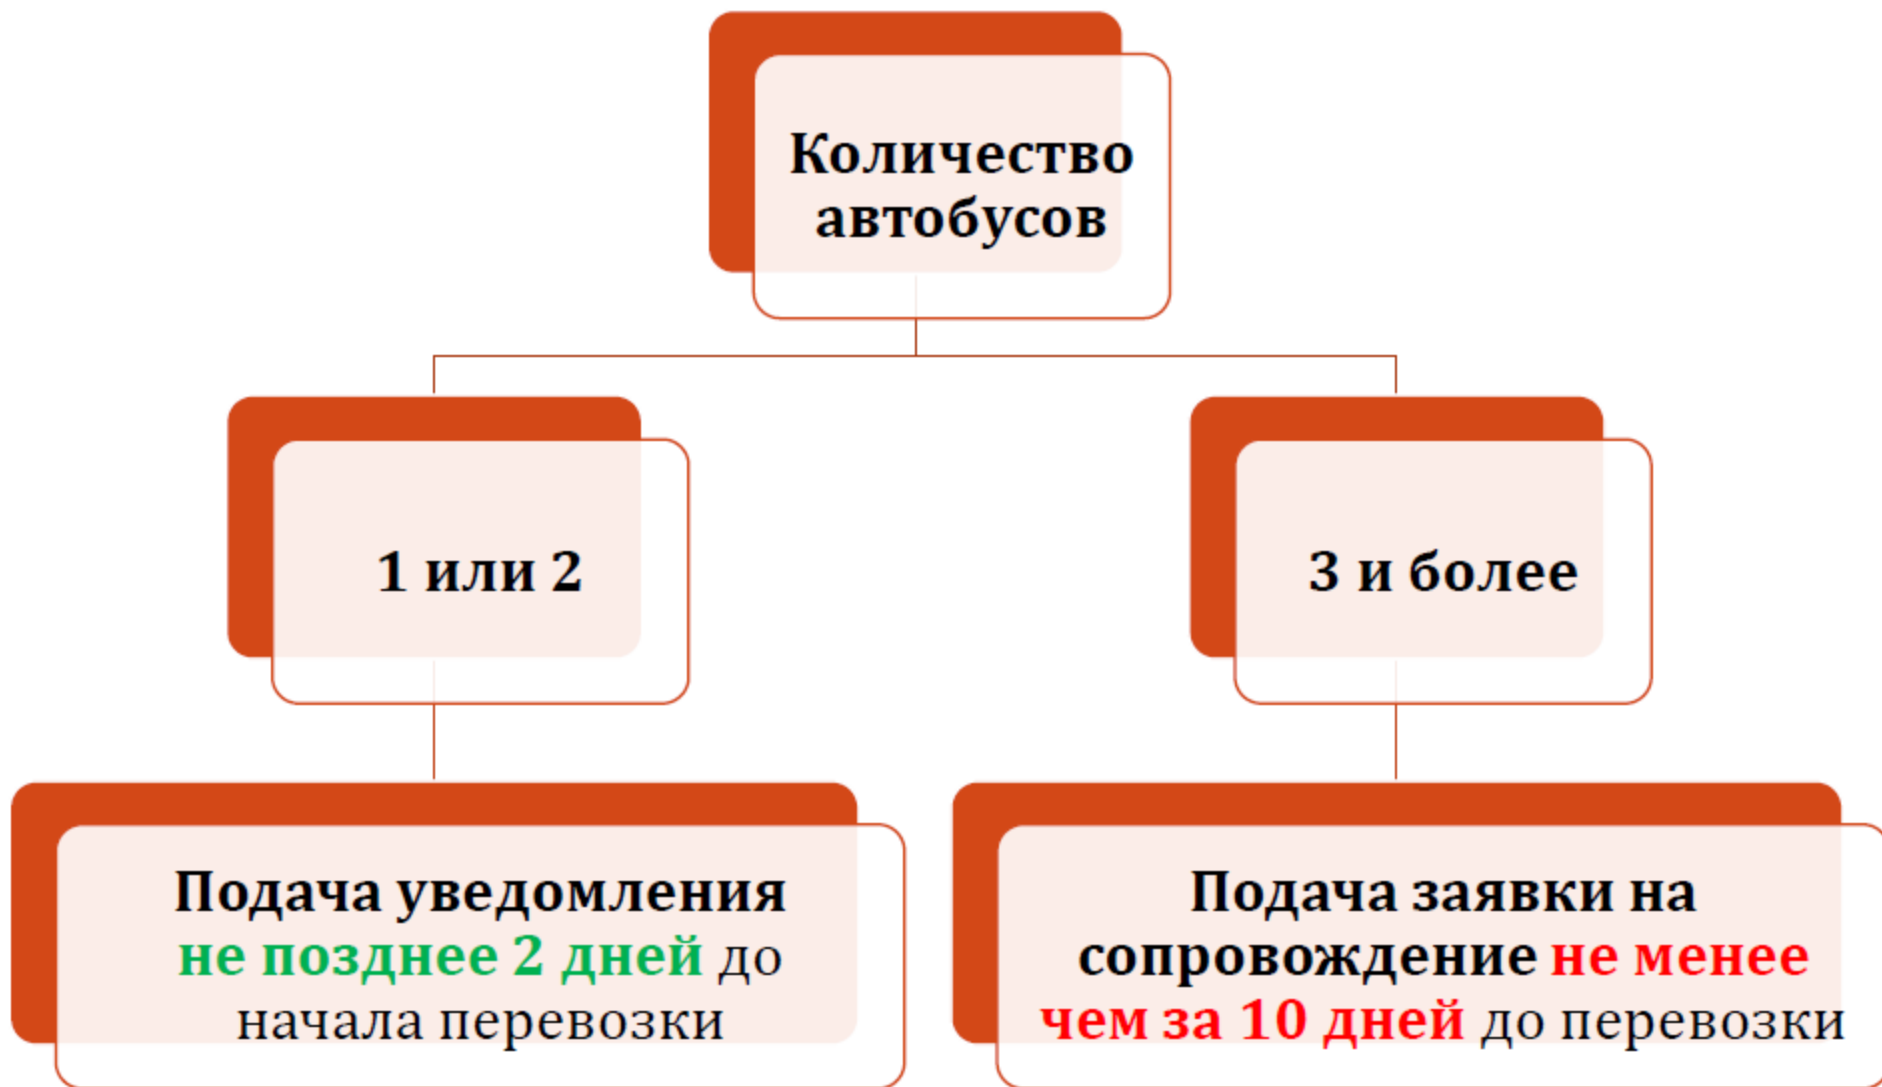 Количество
автобусов
1 или 2
3 и более
Подача уведомления
не позднее 2 дней до
начала перевозки
Подача заявки на
сопровождение не менее
чем за 10 дней до перевозки